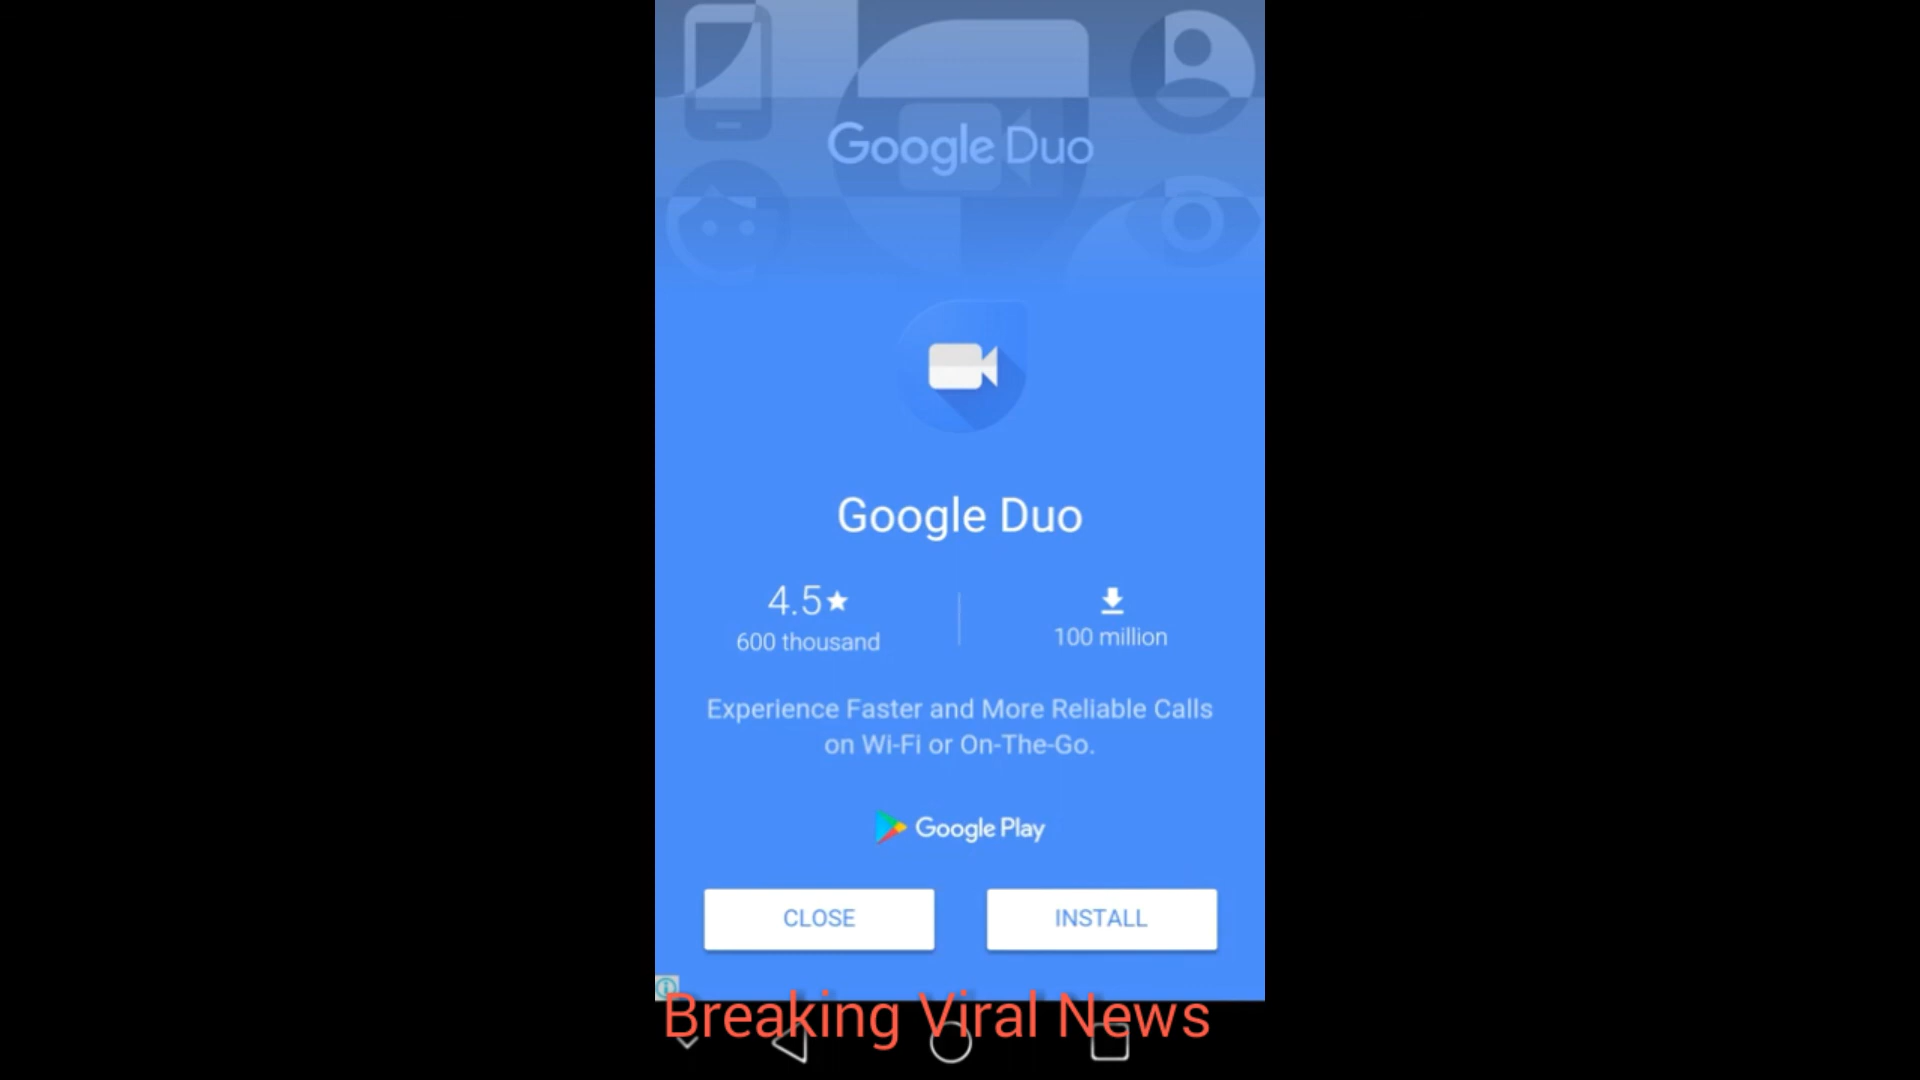 Google Duo
Google Duo
4.5★
600 thousand
100 million
Experience Faster and More Reliable Calls
on Wi-Fi or On-The-Go.
Google Play
CLOSE
INSTALL
Breaking Viral News